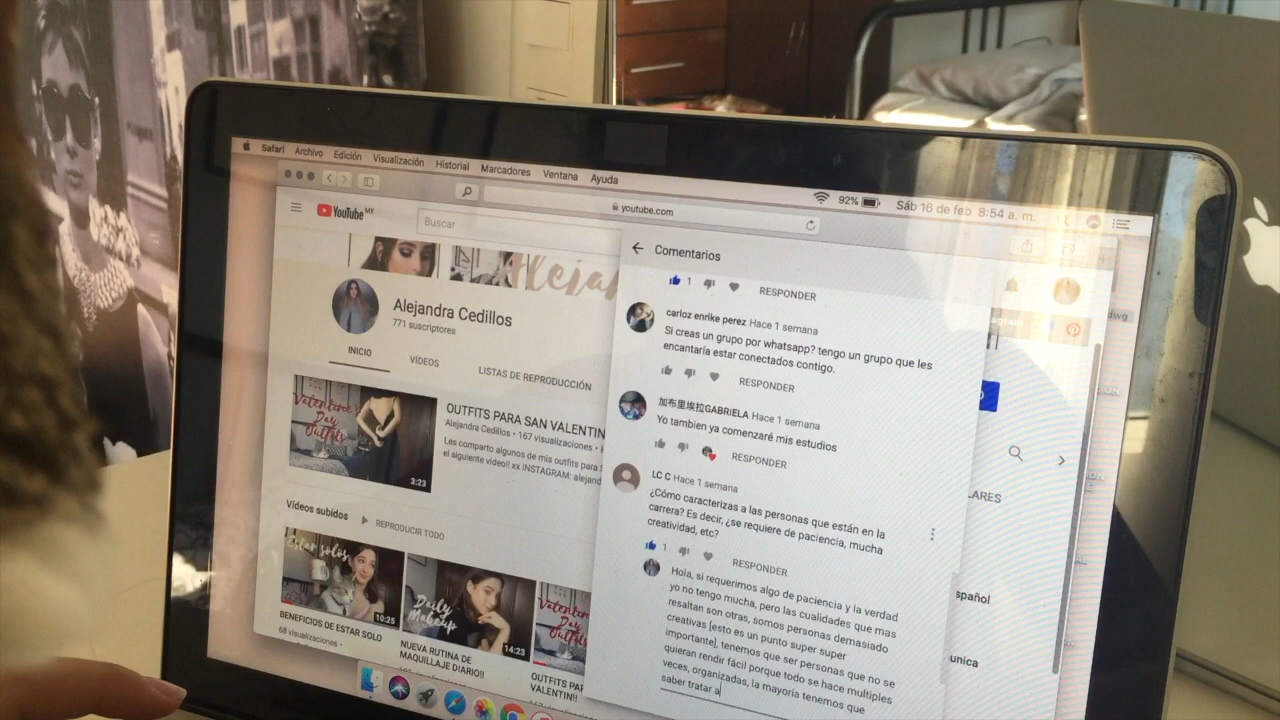 Safari Archivo Edición Visualización Historial Marcadores Ventana Ayuda
92% Sáb 16 de feb 8:54 a. m.
youtube.com
YouTube MX
Buscar
Alejandra Cedillos
771 suscriptores
INICIO VÍDEOS LISTAS DE REPRODUCCIÓN
Valentine's
Day
Outfits
3:23
OUTFITS PARA SAN VALENTIN
Alejandra Cedillos • 167 visualizaciones •
Les comparto algunos de mis outfits para
el siguiente video!! xx INSTAGRAM: alejand
Vídeos subidos REPRODUCIR TODO
Estar solos
10:25
BENEFICIOS DE ESTAR SOLO
68 visualizaciones •
Daily
Makeup
14:23
NUEVA RUTINA DE
MAQUILLAJE DIARIO!!
Valentine's
Day
OUTFITS
VALENTIN!!
Comentarios
1 RESPONDER
carloz enrike perez Hace 1 semana
Si creas un grupo por whatsapp? tengo un grupo que les
encantaría estar conectados contigo.
RESPONDER
加布里埃拉GABRIELA Hace 1 semana
Yo tambien ya comenzaré mis estudios
RESPONDER
LC C Hace 1 semana
¿Cómo caracterizas a las personas que están en la
carrera? Es decir, ¿se requiere de paciencia, mucha
creatividad, etc?
1 RESPONDER
Hola, si requerimos algo de paciencia y la verdad
yo no tengo mucha, pero las cualidades que mas
resaltan son otras, somos personas demasiado
creativas [esto es un punto super super
importante], tenemos que ser personas que no se
quieran rendir fácil porque todo se hace multiples
veces, organizadas, la mayoría tenemos que
saber tratar a
dwg
LARES
spañol
unica